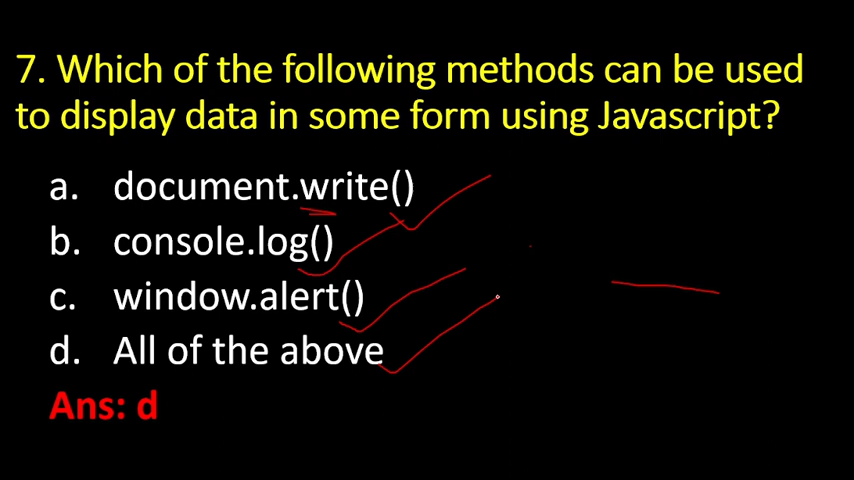 7. Which of the following methods can be used
to display data in some form using Javascript?
a. document.write()
b. console.log()
c. window.alert()
d. All of the above
Ans: d